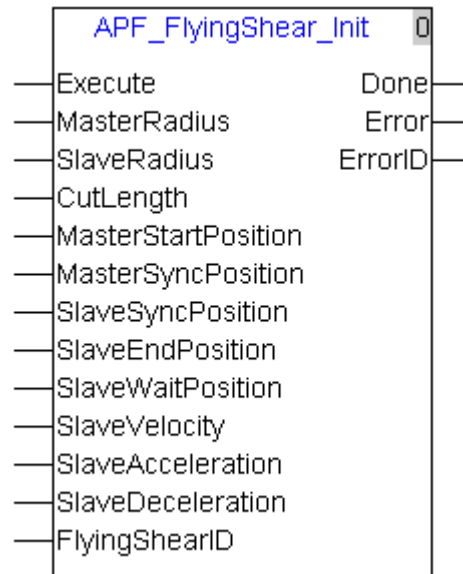 APF_FlyingShear_Init 0
Execute Done
MasterRadius Error
SlaveRadius ErrorID
CutLength
MasterStartPosition
MasterSyncPosition
SlaveSyncPosition
SlaveEndPosition
SlaveWaitPosition
SlaveVelocity
SlaveAcceleration
SlaveDeceleration
FlyingShearID